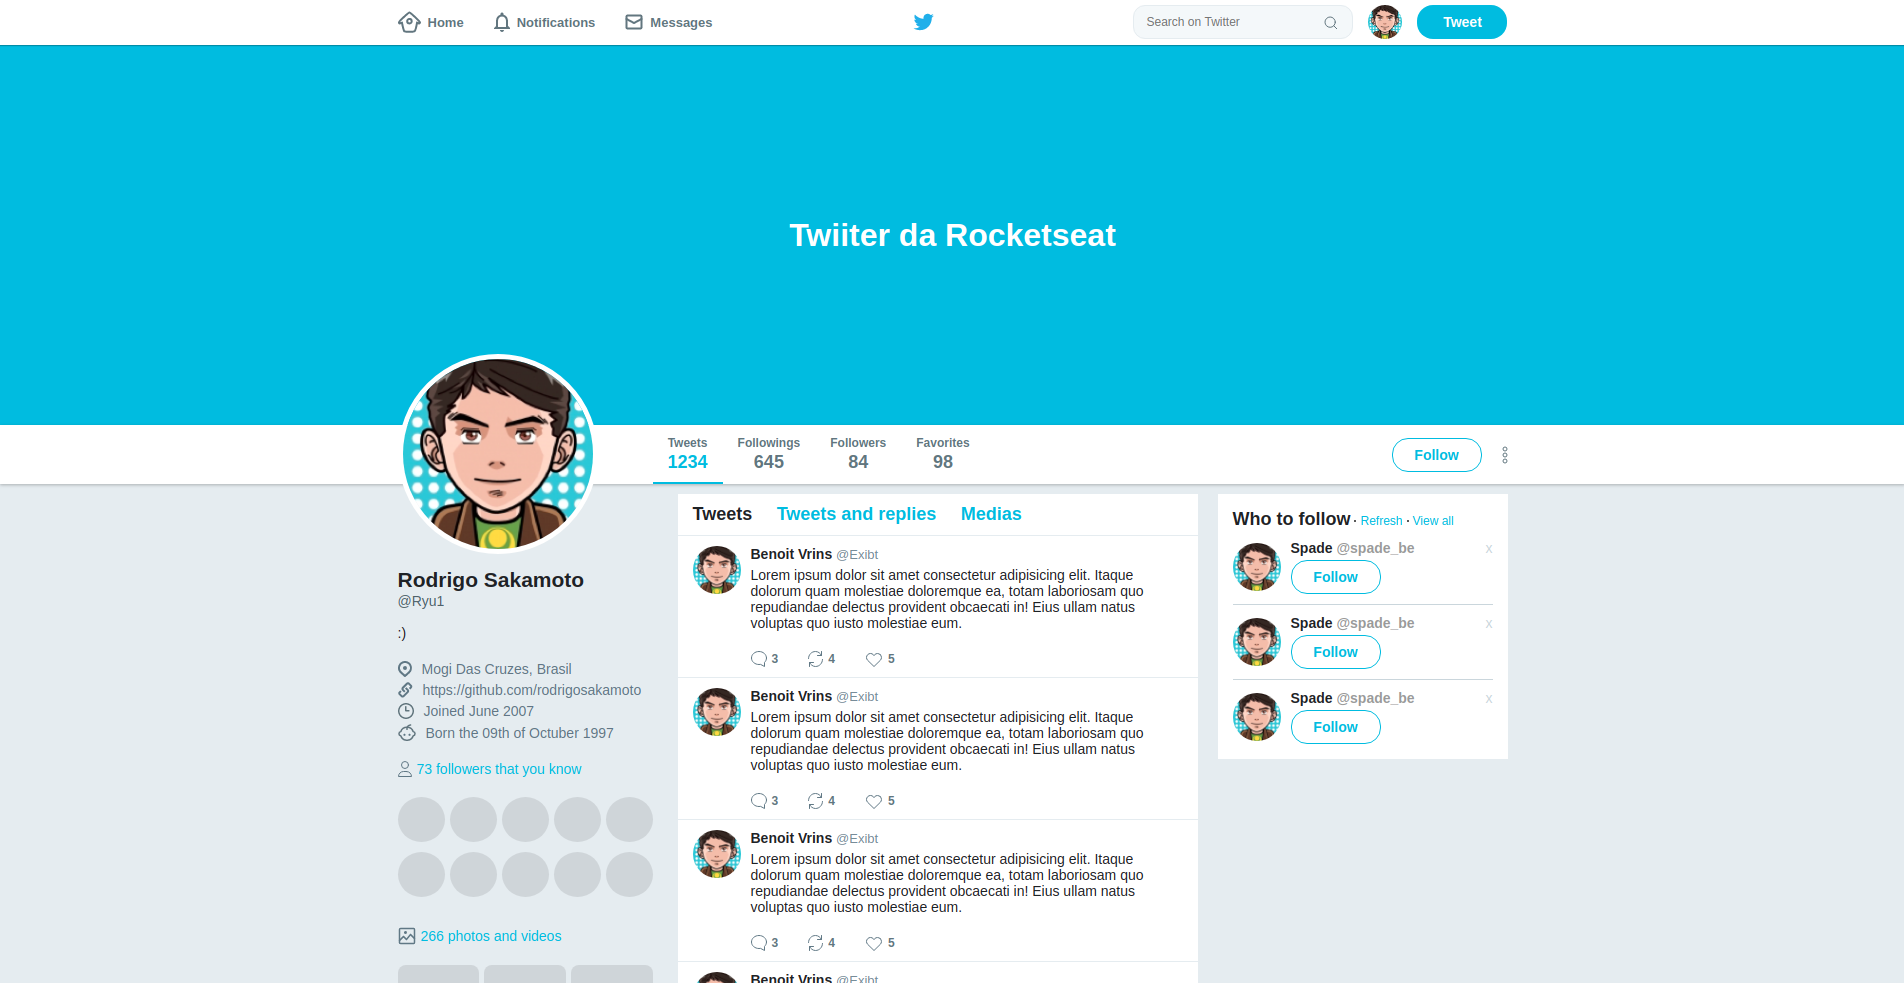 Home Notifications Messages Search on Twitter Tweet
Twiiter da Rocketseat
Tweets Followings Followers Favorites
1234 645 84 98
Follow
Rodrigo Sakamoto
@Ryu1
:)
Mogi Das Cruzes, Brasil
https://github.com/rodrigosakamoto
Joined June 2007
Born the 09th of Octuber 1997
73 followers that you know
266 photos and videos
Tweets Tweets and replies Medias
Benoit Vrins @Exibt
Lorem ipsum dolor sit amet consectetur adipisicing elit. Itaque
dolorum quam molestiae doloremque ea, totam laboriosam quo
repudiandae delectus provident obcaecati in! Eius ullam natus
voluptas quo iusto molestiae eum.
3 4 5
Benoit Vrins @Exibt
Lorem ipsum dolor sit amet consectetur adipisicing elit. Itaque
dolorum quam molestiae doloremque ea, totam laboriosam quo
repudiandae delectus provident obcaecati in! Eius ullam natus
voluptas quo iusto molestiae eum.
3 4 5
Benoit Vrins @Exibt
Lorem ipsum dolor sit amet consectetur adipisicing elit. Itaque
dolorum quam molestiae doloremque ea, totam laboriosam quo
repudiandae delectus provident obcaecati in! Eius ullam natus
voluptas quo iusto molestiae eum.
3 4 5
Benoit Vrins @Exibt
Who to follow · Refresh · View all
Spade @spade_be x
Follow
Spade @spade_be x
Follow
Spade @spade_be x
Follow